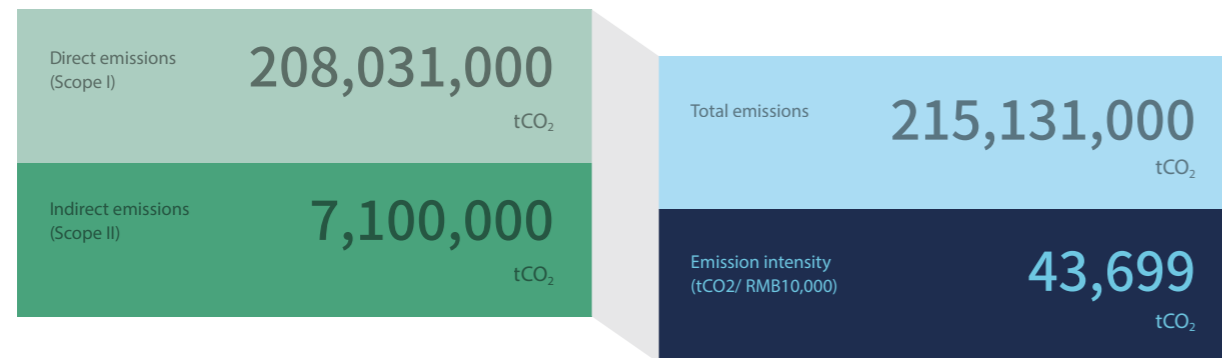 Direct emissions
(Scope I)
208,031,000
tCO₂
Indirect emissions
(Scope II)
7,100,000
tCO₂
Total emissions
215,131,000
tCO₂
Emission intensity
(tCO2/ RMB10,000)
43,699
tCO₂